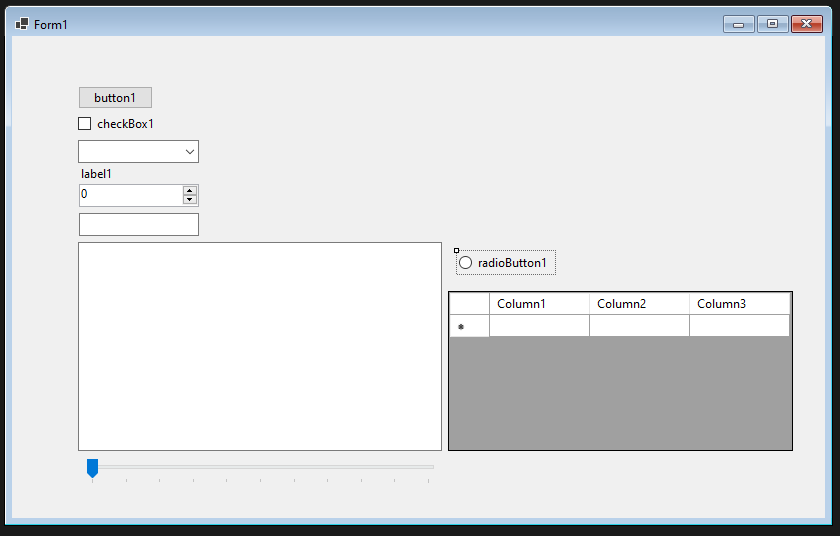 Form1
button1
checkBox1
label1
0
radioButton1
Column1 Column2 Column3